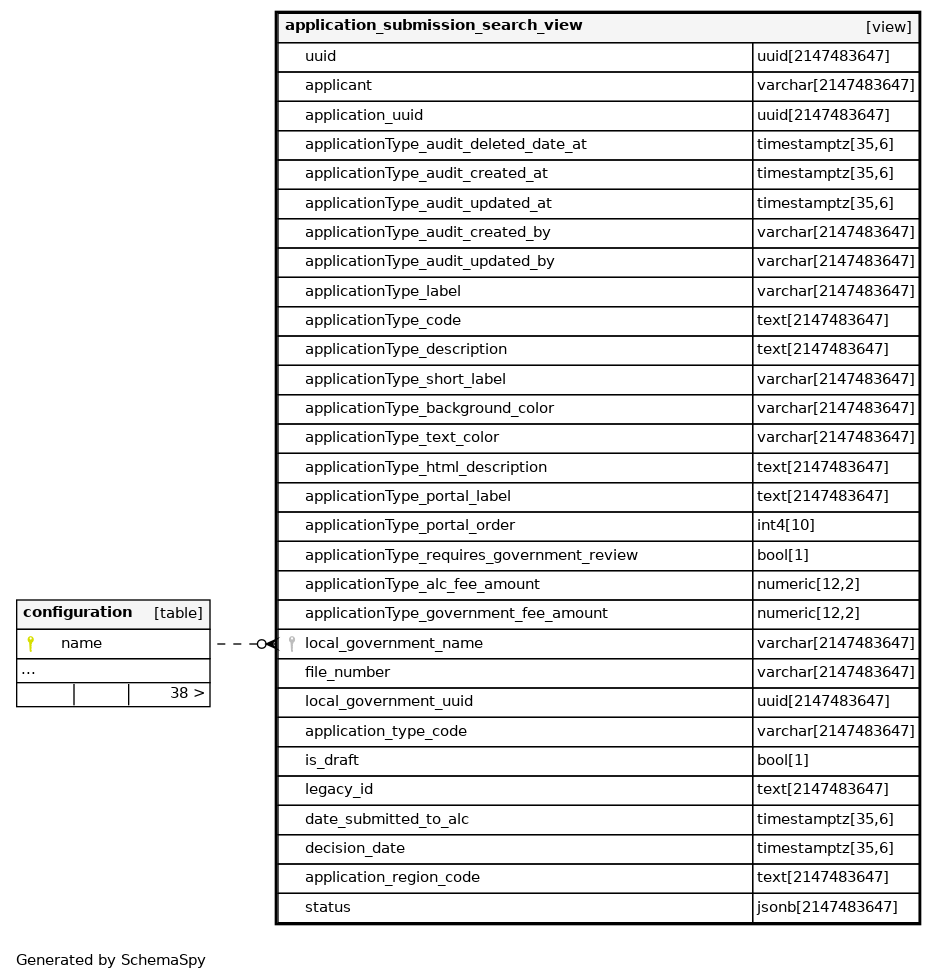 application_submission_search_view [view]
uuid uuid[2147483647]
applicant varchar[2147483647]
application_uuid uuid[2147483647]
applicationType_audit_deleted_date_at timestamptz[35,6]
applicationType_audit_created_at timestamptz[35,6]
applicationType_audit_updated_at timestamptz[35,6]
applicationType_audit_created_by varchar[2147483647]
applicationType_audit_updated_by varchar[2147483647]
applicationType_label varchar[2147483647]
applicationType_code text[2147483647]
applicationType_description text[2147483647]
applicationType_short_label varchar[2147483647]
applicationType_background_color varchar[2147483647]
applicationType_text_color varchar[2147483647]
applicationType_html_description text[2147483647]
applicationType_portal_label text[2147483647]
applicationType_portal_order int4[10]
applicationType_requires_government_review bool[1]
applicationType_alc_fee_amount numeric[12,2]
applicationType_government_fee_amount numeric[12,2]
local_government_name varchar[2147483647]
file_number varchar[2147483647]
local_government_uuid uuid[2147483647]
application_type_code varchar[2147483647]
is_draft bool[1]
legacy_id text[2147483647]
date_submitted_to_alc timestamptz[35,6]
decision_date timestamptz[35,6]
application_region_code text[2147483647]
status jsonb[2147483647]
configuration [table]
name
...
38 >
Generated by SchemaSpy